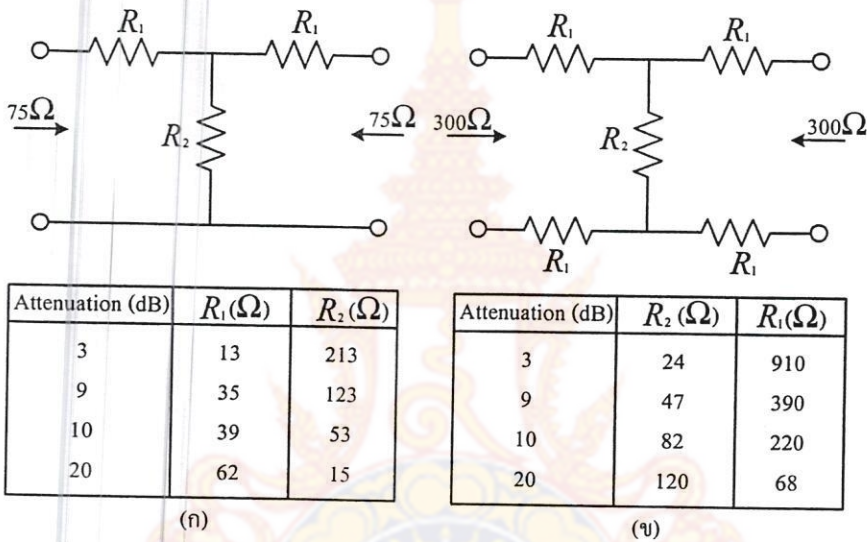 R₁ R₁
75Ω R₂ 75Ω
R₁ R₁
300Ω R₂ 300Ω
R₁ R₁
Attenuation (dB) R₁(Ω) R₂(Ω)
3 13 213
9 35 123
10 39 53
20 62 15
(ก)
Attenuation (dB) R₂(Ω) R₁(Ω)
3 24 910
9 47 390
10 82 220
20 120 68
(ข)